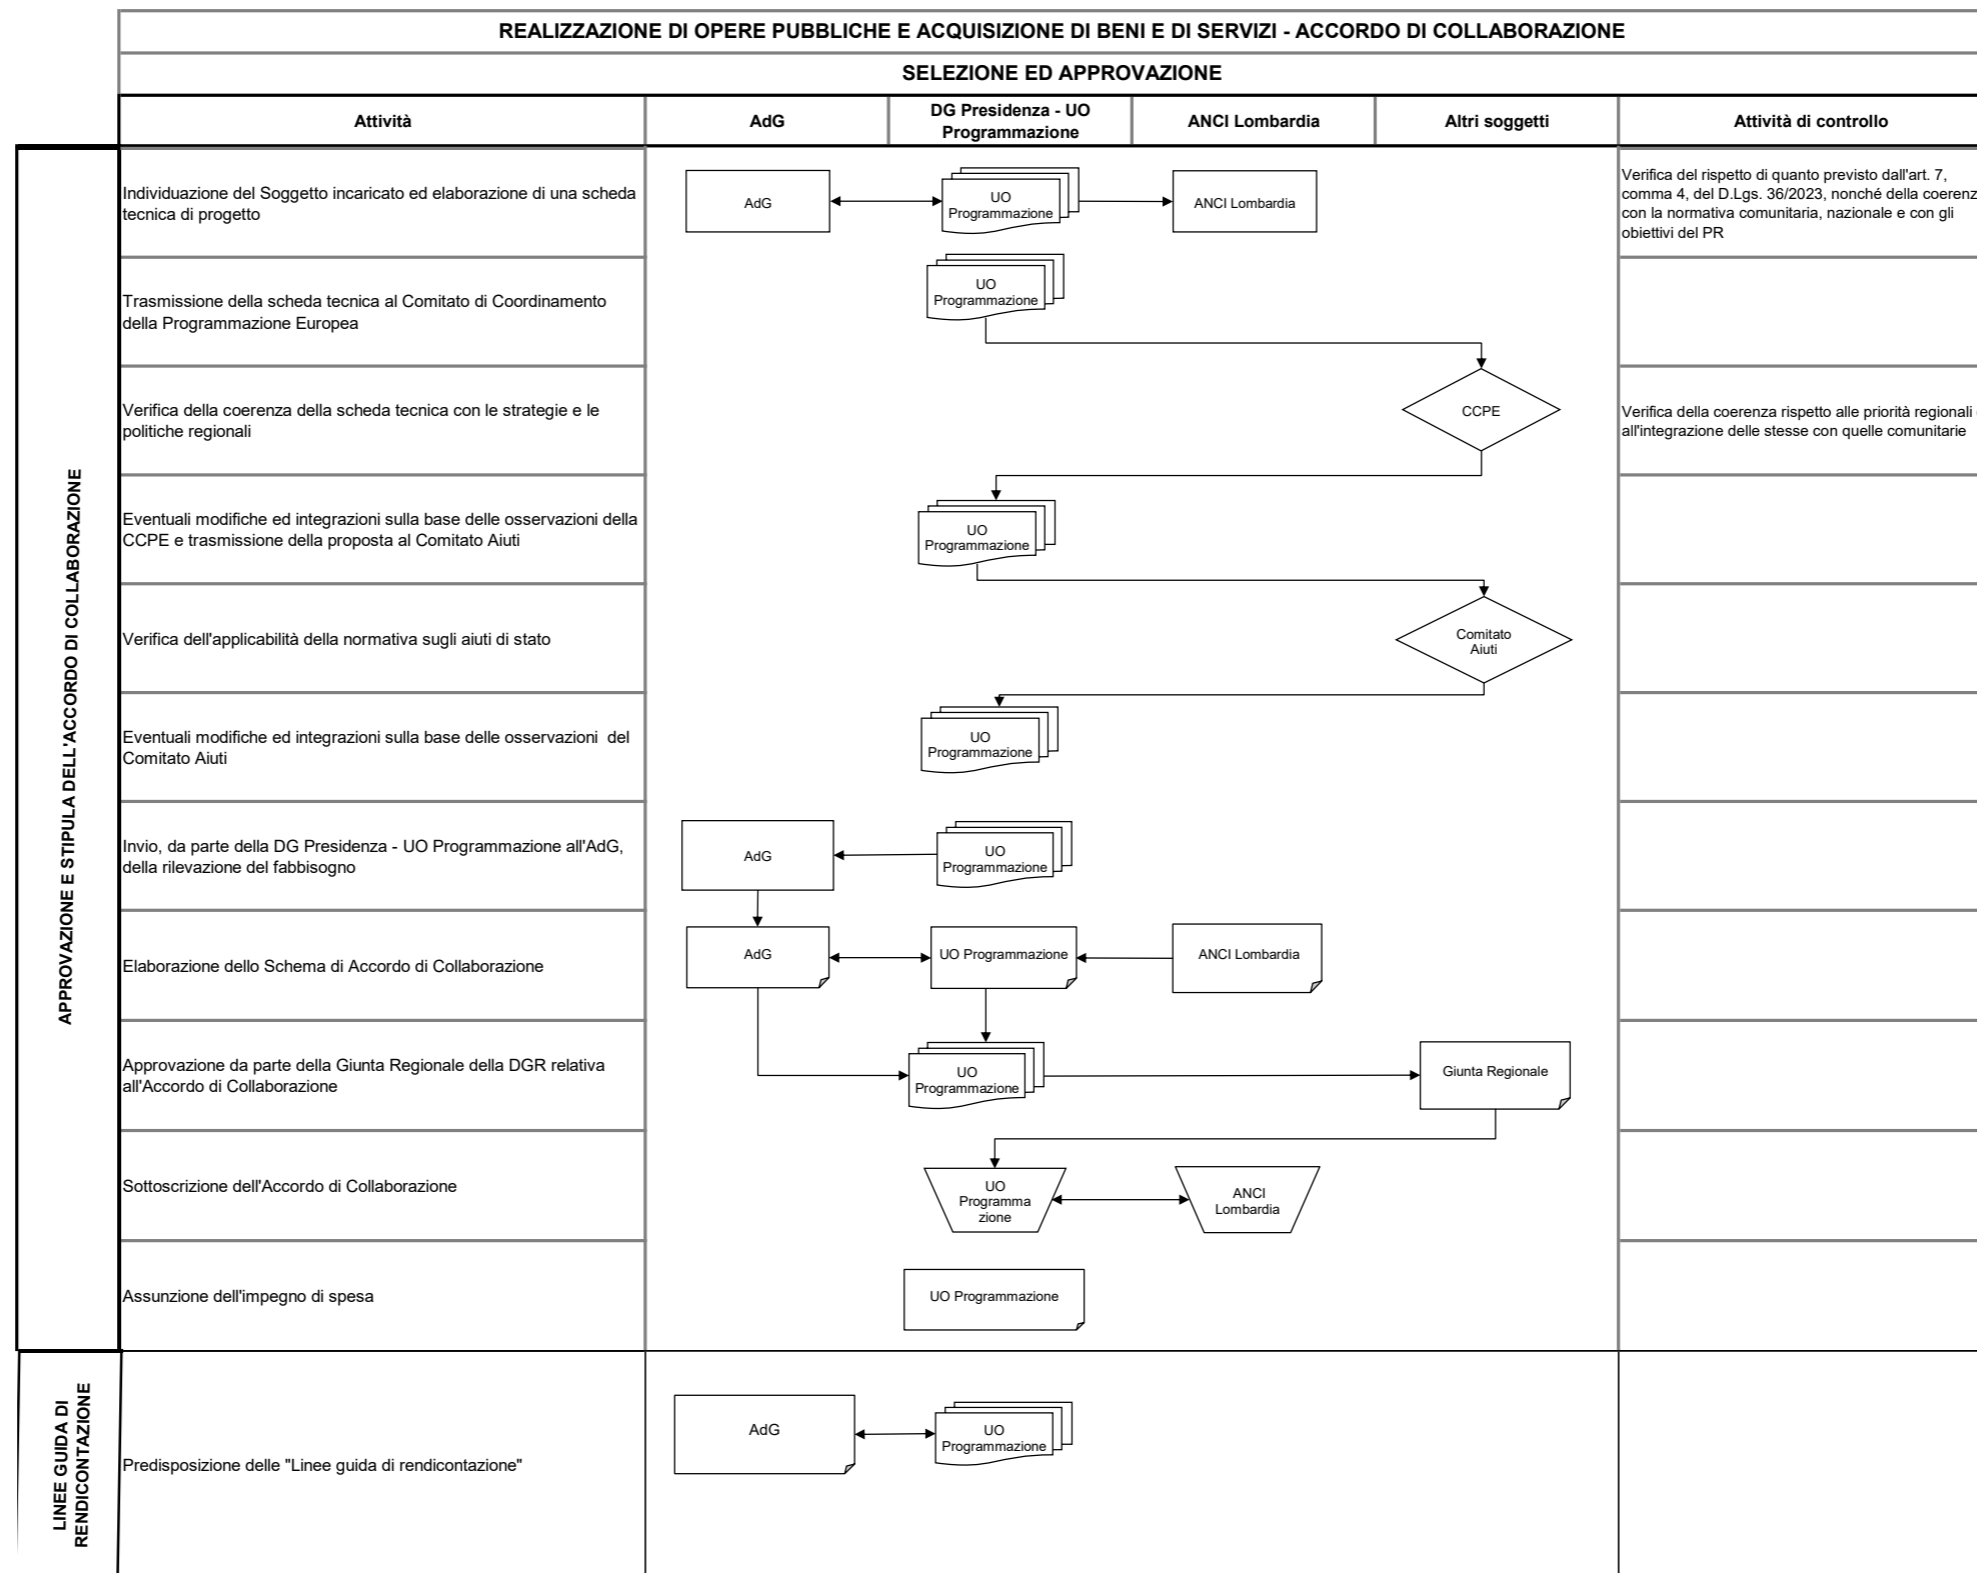 REALIZZAZIONE DI OPERE PUBBLICHE E ACQUISIZIONE DI BENI E DI SERVIZI - ACCORDO DI COLLABORAZIONE
SELEZIONE ED APPROVAZIONE
Attività
AdG
DG Presidenza - UO
Programmazione
ANCI Lombardia
Altri soggetti
Attività di controllo
APPROVAZIONE E STIPULA DELL'ACCORDO DI COLLABORAZIONE
Individuazione del Soggetto incaricato ed elaborazione di una scheda
tecnica di progetto
AdG
UO
Programmazione
ANCI Lombardia
Verifica del rispetto di quanto previsto dall'art. 7,
comma 4, del D.Lgs. 36/2023, nonché della coerenz
con la normativa comunitaria, nazionale e con gli
obiettivi del PR
Trasmissione della scheda tecnica al Comitato di Coordinamento
della Programmazione Europea
UO
Programmazione
Verifica della coerenza della scheda tecnica con le strategie e le
politiche regionali
CCPE
Verifica della coerenza rispetto alle priorità regionali
all'integrazione delle stesse con quelle comunitarie
Eventuali modifiche ed integrazioni sulla base delle osservazioni della
CCPE e trasmissione della proposta al Comitato Aiuti
UO
Programmazione
Verifica dell'applicabilità della normativa sugli aiuti di stato
Comitato
Aiuti
Eventuali modifiche ed integrazioni sulla base delle osservazioni del
Comitato Aiuti
UO
Programmazione
Invio, da parte della DG Presidenza - UO Programmazione all'AdG,
della rilevazione del fabbisogno
AdG
UO
Programmazione
Elaborazione dello Schema di Accordo di Collaborazione
AdG
UO Programmazione
ANCI Lombardia
Approvazione da parte della Giunta Regionale della DGR relativa
all'Accordo di Collaborazione
UO
Programmazione
Giunta Regionale
Sottoscrizione dell'Accordo di Collaborazione
UO
Programma
zione
ANCI
Lombardia
Assunzione dell'impegno di spesa
UO Programmazione
LINEE GUIDA DI
RENDICONTAZIONE
Predisposizione delle "Linee guida di rendicontazione"
AdG
UO
Programmazione